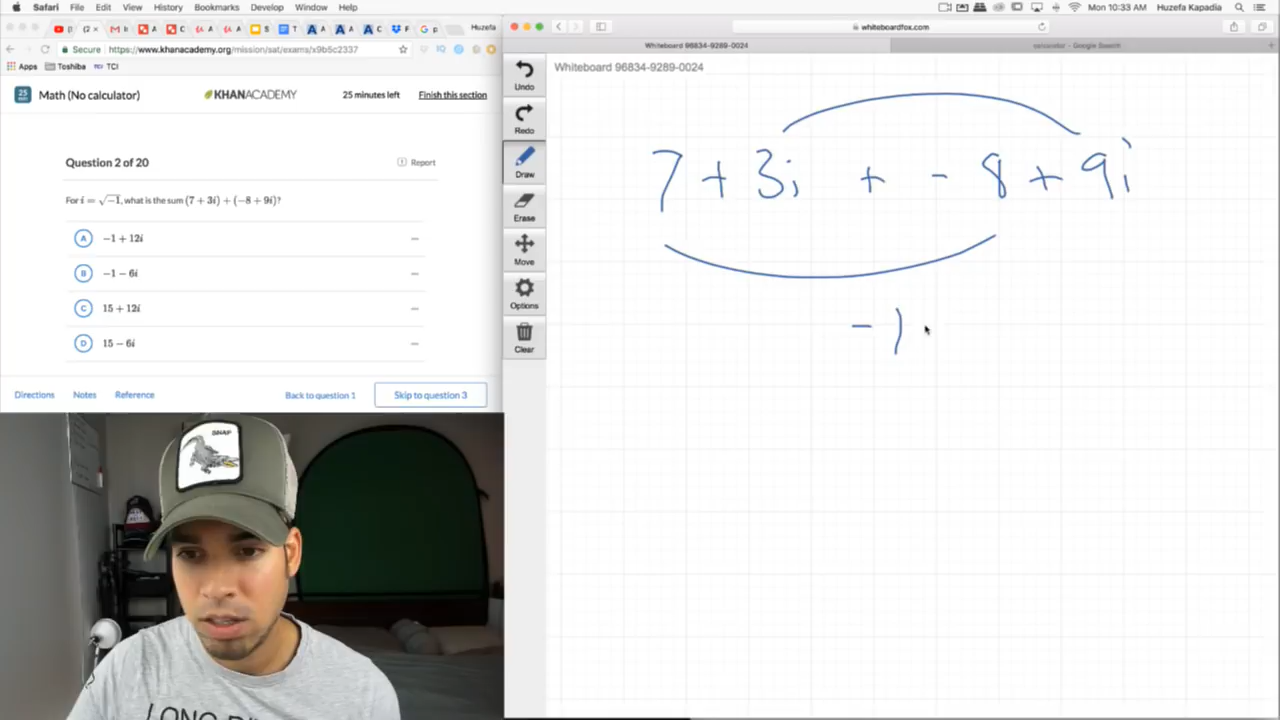 Safari File Edit View History Bookmarks Develop Window Help
Mon 10:33 AM Huzefa Kapadia
Huzefa
Secure https://www.khanacademy.org/mission/sat/exams/x9b5c2337
Apps Toshiba TCI
25
Math (No calculator)
KHANACADEMY
25 minutes left
Finish this section
Question 2 of 20
Report
For i = √−1, what is the sum (7 + 3i) + (−8 + 9i)?
A −1 + 12i
B −1 − 6i
C 15 + 12i
D 15 − 6i
Directions Notes Reference
Back to question 1
Skip to question 3
whiteboardfox.com
Whiteboard 96834-9289-0024
Whiteboard 96834-9289-0024
Undo
Redo
Draw
Erase
Move
Options
Clear
7 + 3i + - 8 + 9i
- 1
SNAP
LONG